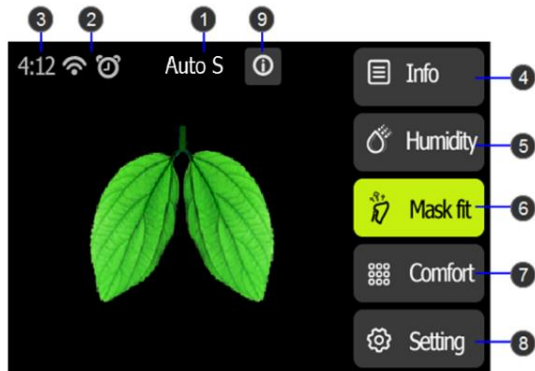 3 2 1 9
4:12 Auto S
Info 4
Humidity 5
Mask fit 6
Comfort 7
Setting 8